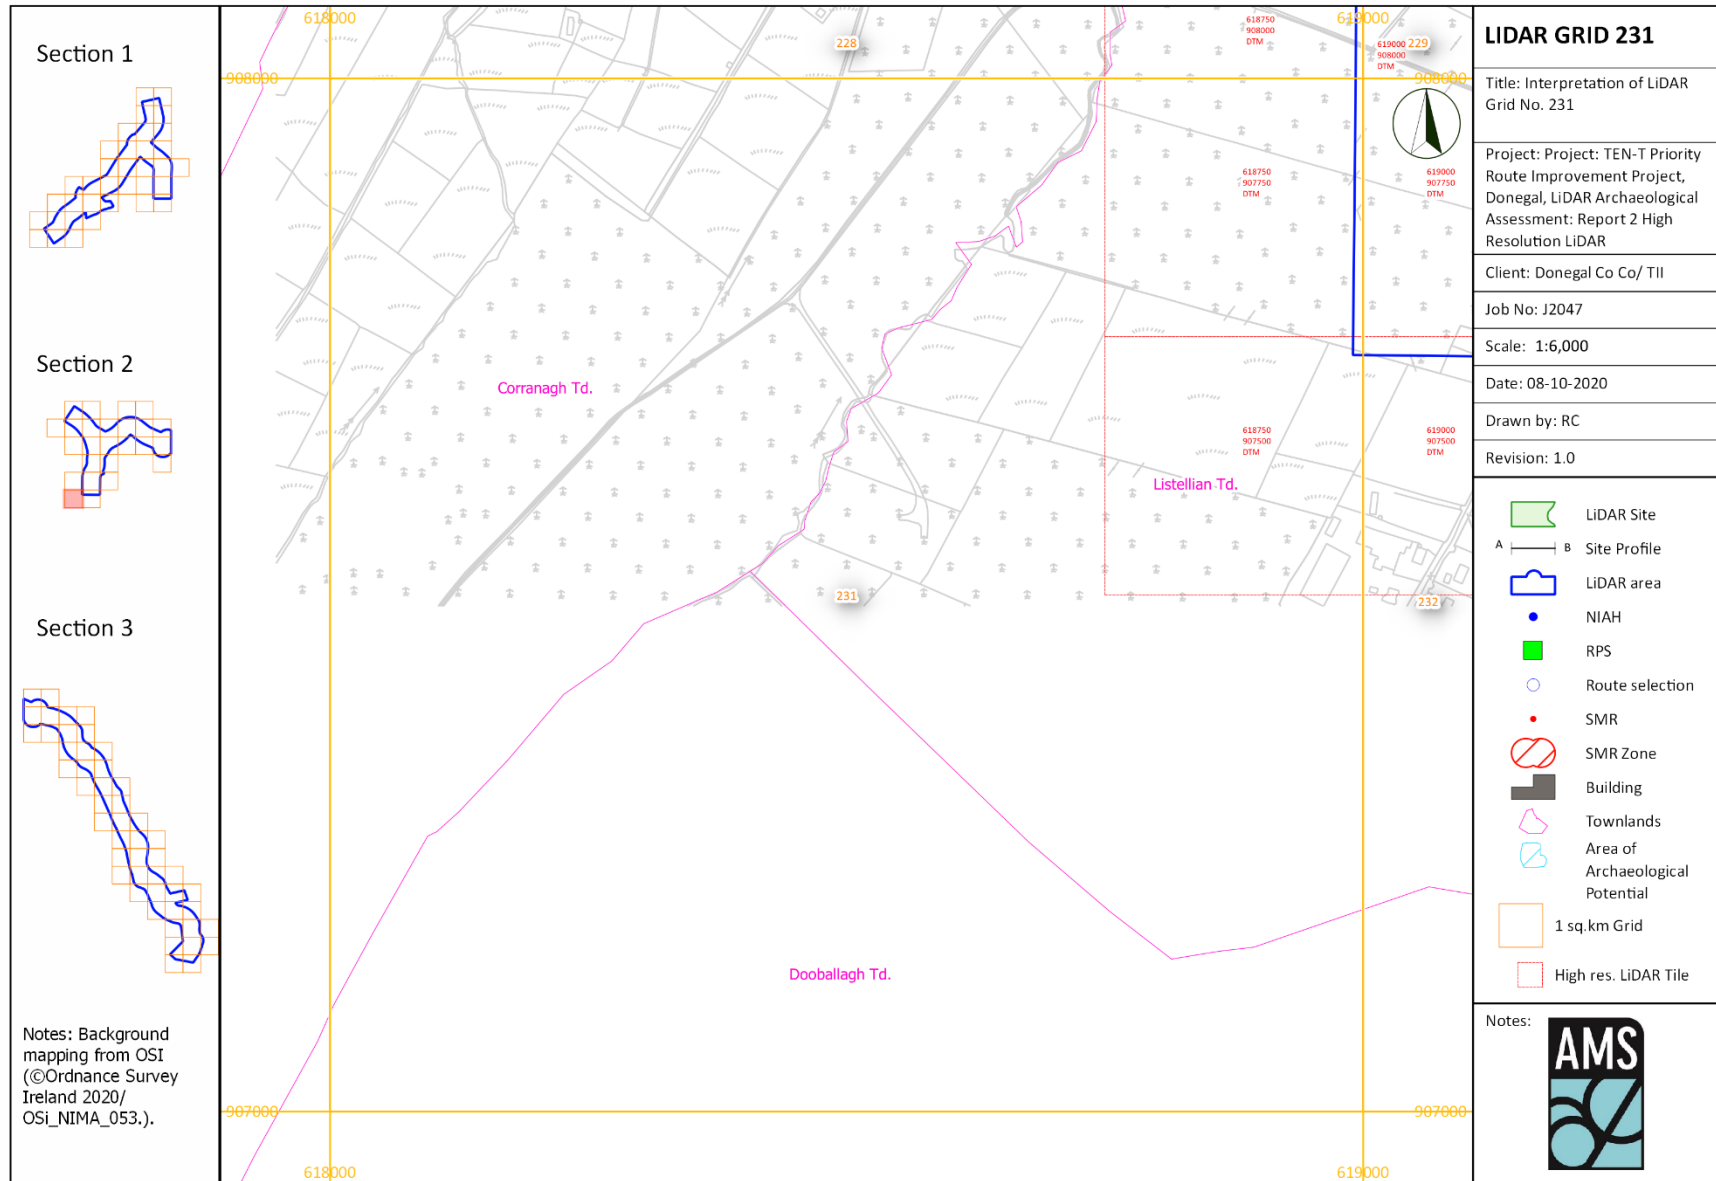 Section 1
Section 2
Section 3
Notes: Background
mapping from OSI
(©Ordnance Survey
Ireland 2020/
OSi_NIMA_053.).
618000
619000
228
618750
908000
DTM
619000
908000
DTM
229
908000
908000
618750
907750
DTM
619000
907750
DTM
Corranagh Td.
618750
907500
DTM
619000
907500
DTM
Listellian Td.
231
232
Dooballagh Td.
907000
907000
618000
619000
LIDAR GRID 231
Title: Interpretation of LiDAR
Grid No. 231
Project: Project: TEN-T Priority
Route Improvement Project,
Donegal, LiDAR Archaeological
Assessment: Report 2 High
Resolution LiDAR
Client: Donegal Co Co/ TII
Job No: J2047
Scale: 1:6,000
Date: 08-10-2020
Drawn by: RC
Revision: 1.0
LiDAR Site
A B Site Profile
LiDAR area
NIAH
RPS
Route selection
SMR
SMR Zone
Building
Townlands
Area of
Archaeological
Potential
1 sq.km Grid
High res. LiDAR Tile
Notes:
AMS